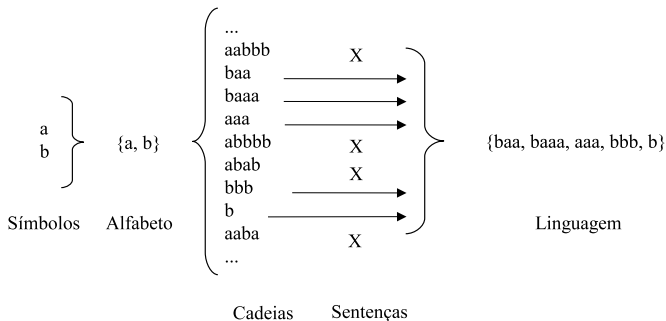 a
b
Símbolos
{a, b}
Alfabeto
...
aabbb X
baa
baaa
aaa
abbbb X
abab X
bbb
b
aaba X
...
Cadeias Sentenças
{baa, baaa, aaa, bbb, b}
Linguagem